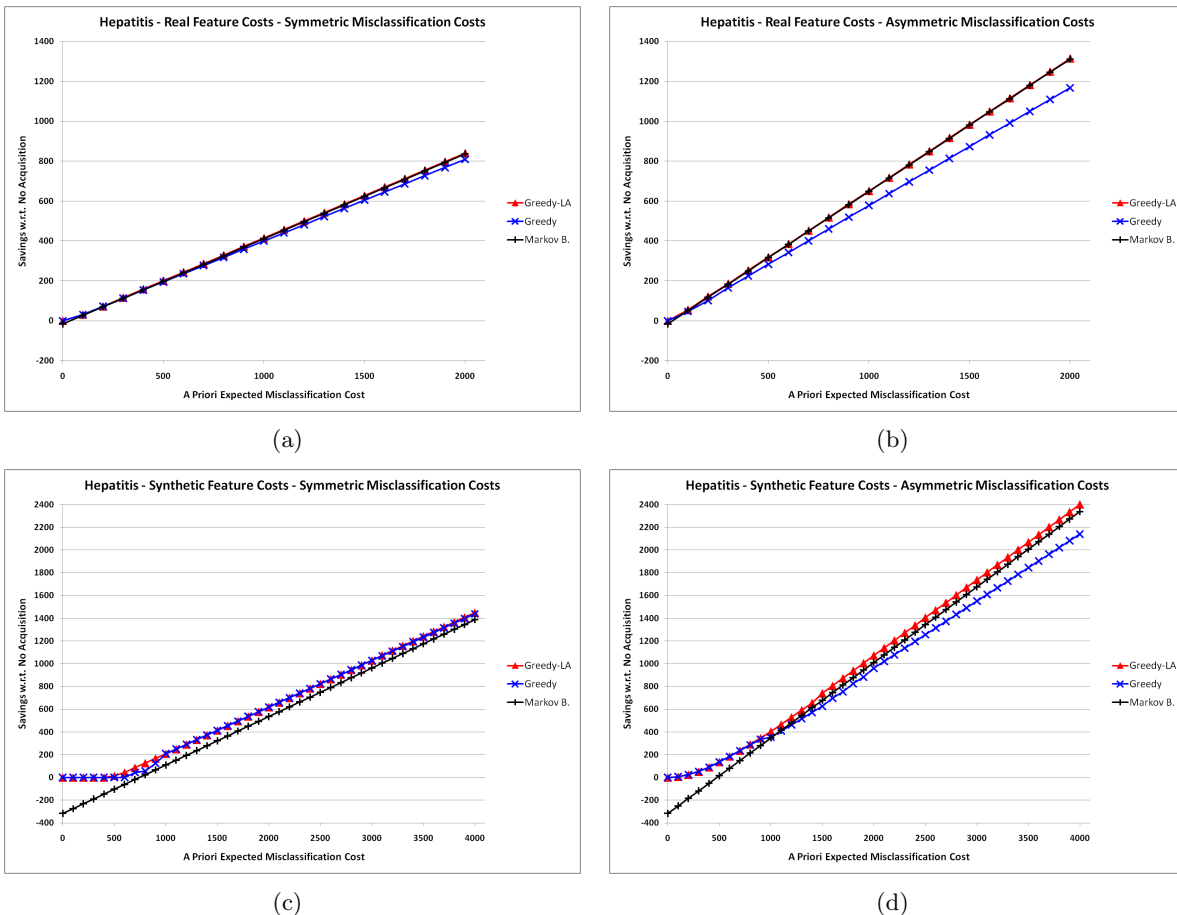 Hepatitis - Real Feature Costs - Symmetric Misclassification Costs
1400
1200
1000
800
600
400
200
0
-200
0 500 1000 1500 2000
Savings w.r.t. No Acquisition
A Priori Expected Misclassification Cost
Greedy-LA
Greedy
Markov B.
(a)
Hepatitis - Real Feature Costs - Asymmetric Misclassification Costs
1400
1200
1000
800
600
400
200
0
-200
0 500 1000 1500 2000
Savings w.r.t. No Acquisition
A Priori Expected Misclassification Cost
Greedy-LA
Greedy
Markov B.
(b)
Hepatitis - Synthetic Feature Costs - Symmetric Misclassification Costs
2400
2200
2000
1800
1600
1400
1200
1000
800
600
400
200
0
-200
-400
0 500 1000 1500 2000 2500 3000 3500 4000
Savings w.r.t. No Acquisition
A Priori Expected Misclassification Cost
Greedy-LA
Greedy
Markov B.
(c)
Hepatitis - Synthetic Feature Costs - Asymmetric Misclassification Costs
2400
2200
2000
1800
1600
1400
1200
1000
800
600
400
200
0
-200
-400
0 500 1000 1500 2000 2500 3000 3500 4000
Savings w.r.t. No Acquisition
A Priori Expected Misclassification Cost
Greedy-LA
Greedy
Markov B.
(d)